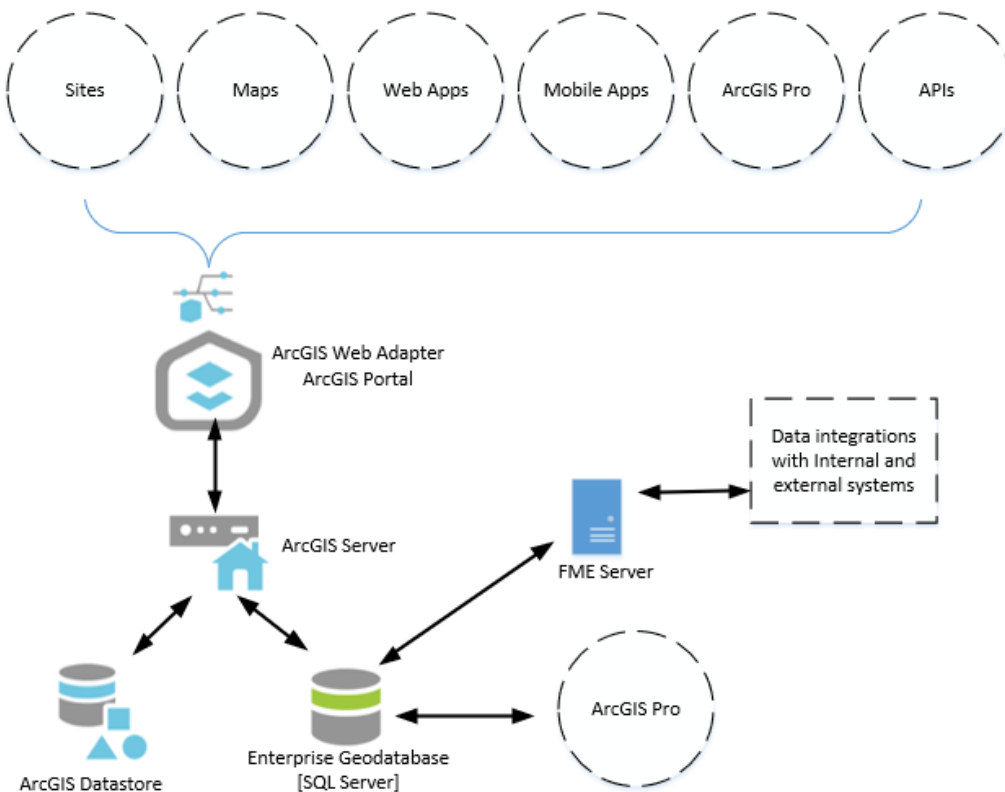 Sites
Maps
Web Apps
Mobile Apps
ArcGIS Pro
APIs
ArcGIS Web Adapter
ArcGIS Portal
Data integrations
with Internal and
external systems
ArcGIS Server
FME Server
ArcGIS Pro
Enterprise Geodatabase
[SQL Server]
ArcGIS Datastore